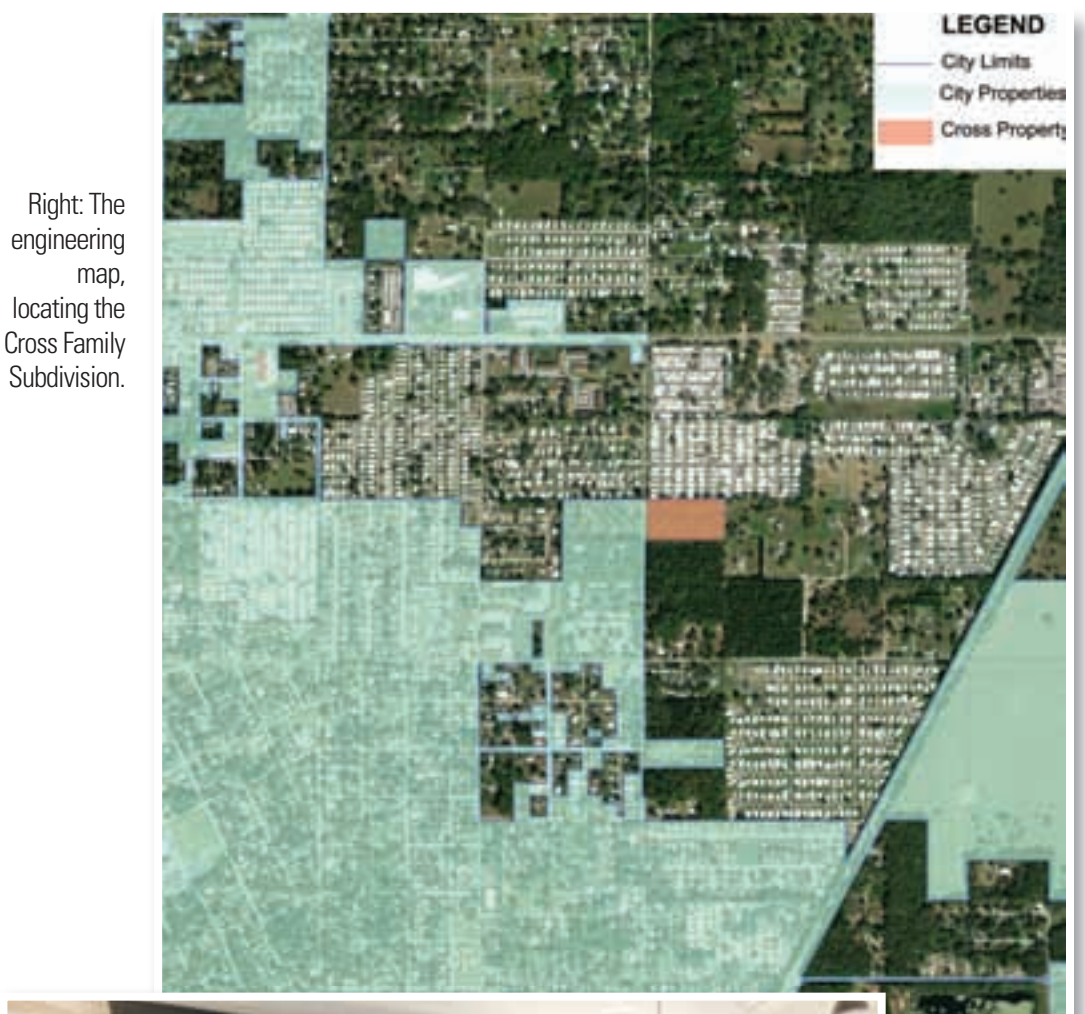 LEGEND
City Limits
City Properties
Cross Property
Right: The
engineering
map,
locating the
Cross Family
Subdivision.